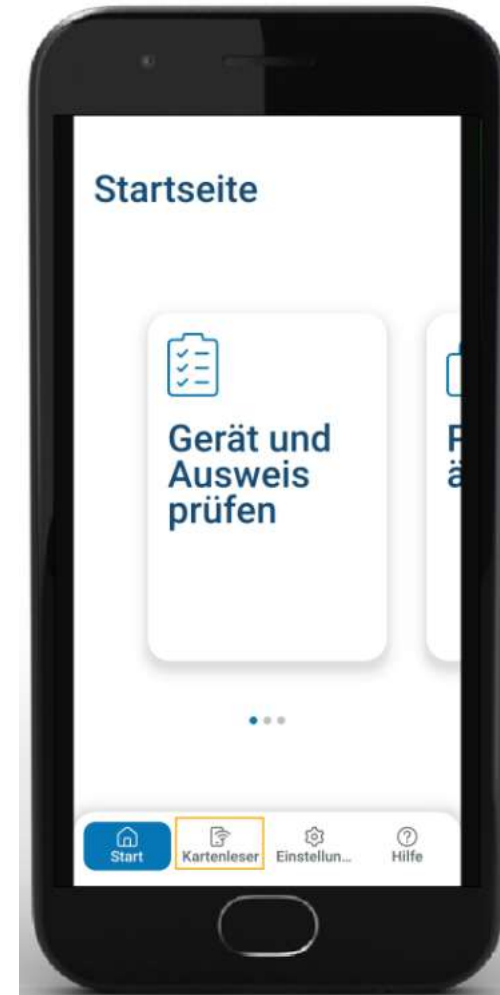 Startseite
Gerät und
Ausweis
prüfen
Start
Kartenleser
Einstellun...
Hilfe